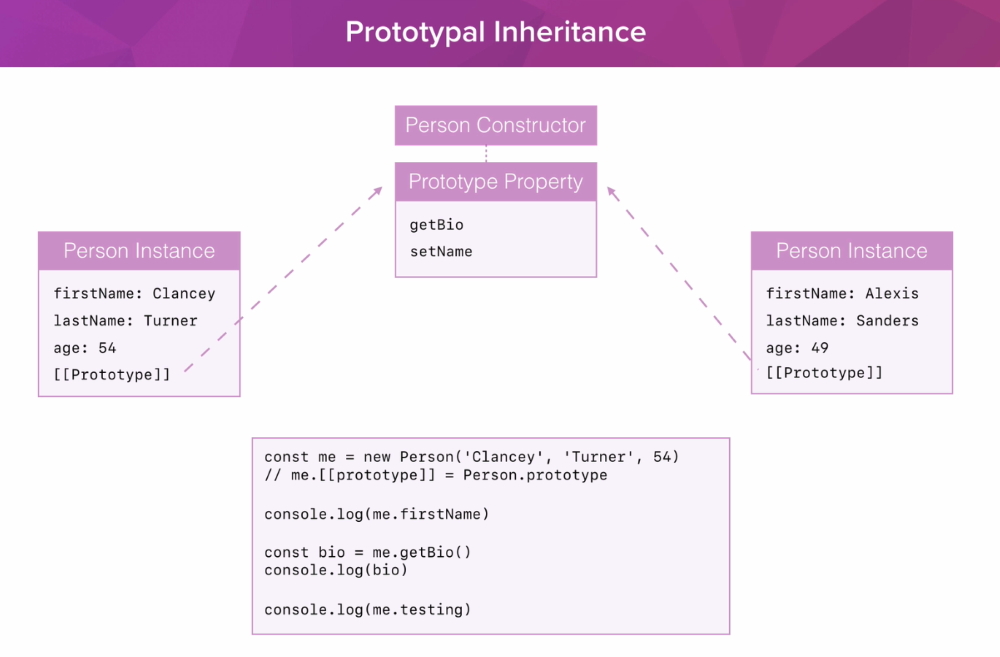 Prototypal Inheritance
Person Constructor
Prototype Property
getBio
setName
Person Instance
firstName: Clancey
lastName: Turner
age: 54
[[Prototype]]
Person Instance
firstName: Alexis
lastName: Sanders
age: 49
[[Prototype]]
const me = new Person('Clancey', 'Turner', 54)
// me.[[prototype]] = Person.prototype
console.log(me.firstName)
const bio = me.getBio()
console.log(bio)
console.log(me.testing)